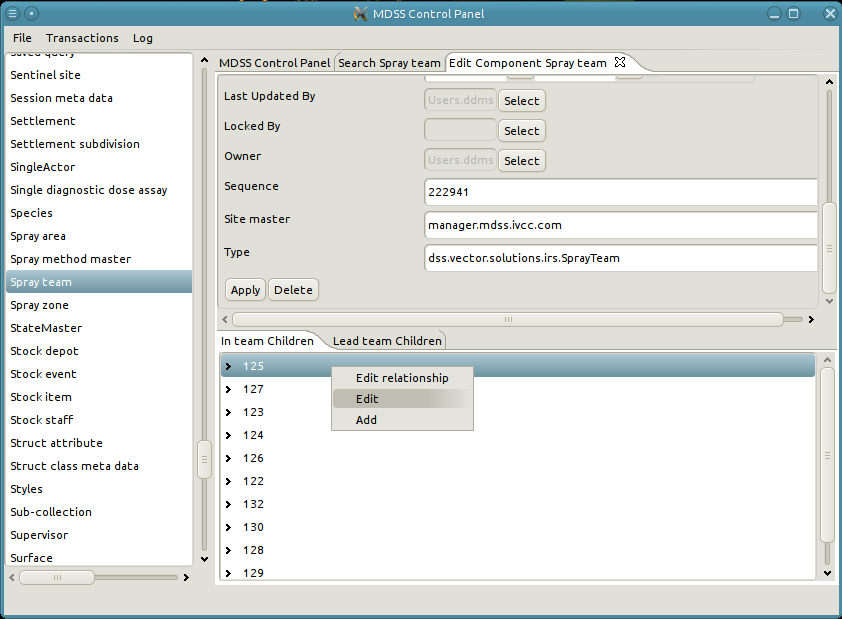 MDSS Control Panel
File Transactions Log
Saved query
Sentinel site
Session meta data
Settlement
Settlement subdivision
SingleActor
Single diagnostic dose assay
Species
Spray area
Spray method master
Spray team
Spray zone
StateMaster
Stock depot
Stock event
Stock item
Stock staff
Struct attribute
Struct class meta data
Styles
Sub-collection
Supervisor
Surface
MDSS Control Panel Search Spray team Edit Component Spray team
Last Updated By Users.ddms Select
Locked By Select
Owner Users.ddms Select
Sequence 222941
Site master manager.mdss.ivcc.com
Type dss.vector.solutions.irs.SprayTeam
Apply Delete
In team Children Lead team Children
125
127
123
124
126
122
132
130
128
129
Edit relationship
Edit
Add